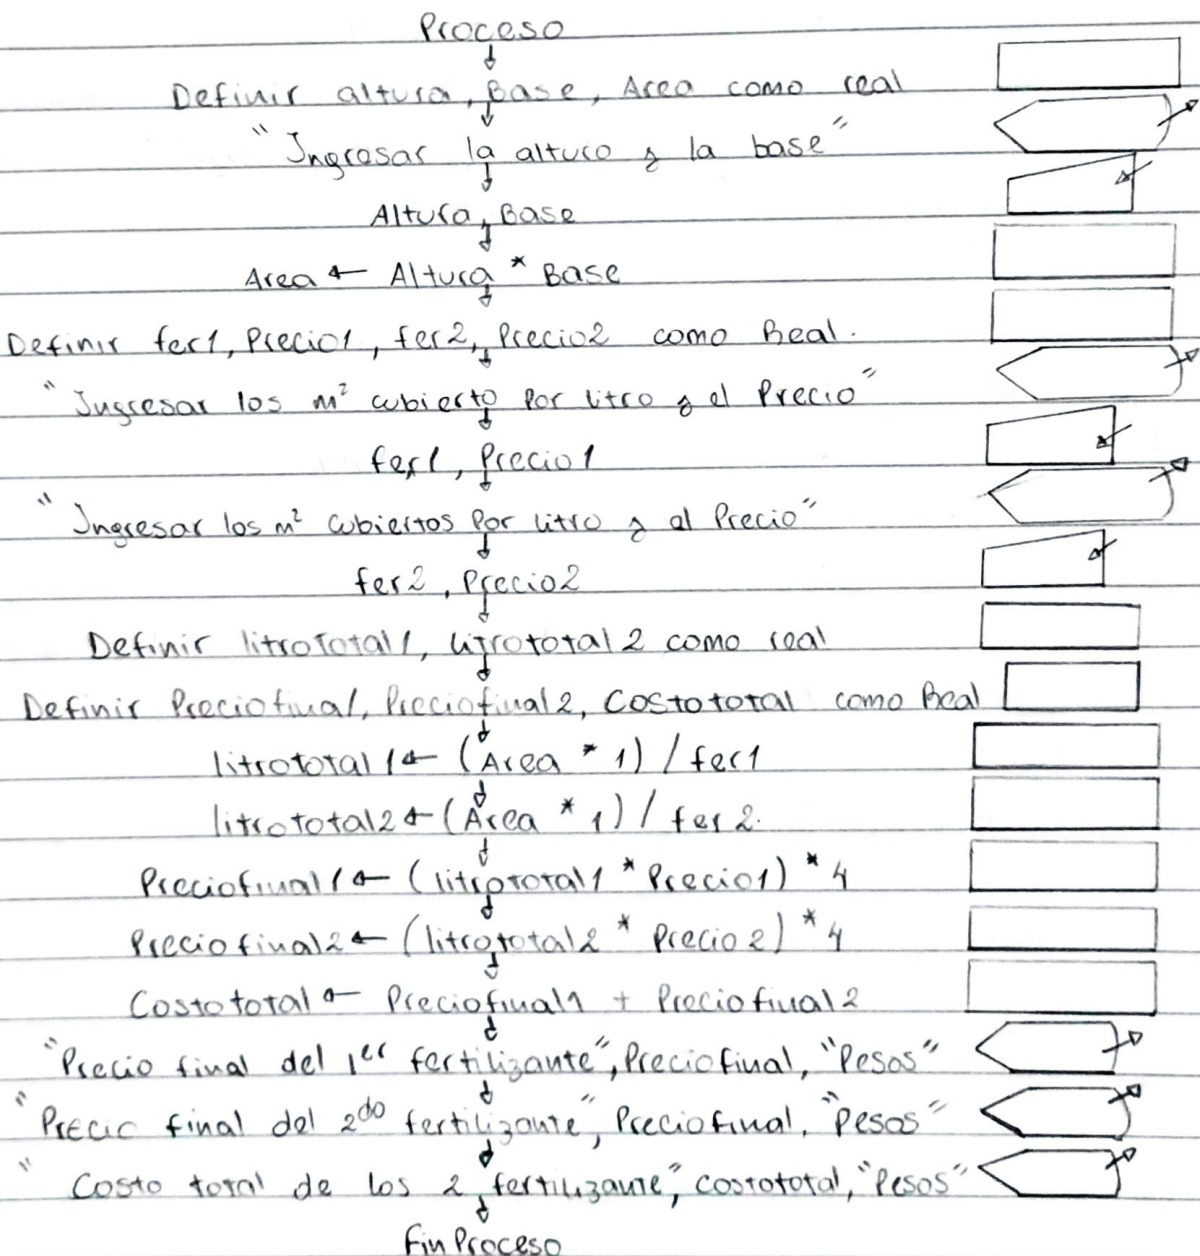 Proceso
Definir altura, Base, Area como real
"Ingresar la altura y la base"
Altura, Base
Area ← Altura * Base
Definir fer1, Precio1, fer2, Precio2 como Real.
"Ingresar los m² cubierto por litro y el Precio"
fer1, Precio1
"Ingresar los m² cubiertos por litro y el Precio"
fer2, Precio2
Definir litroTotal1, litrototal2 como real
Definir Preciofinal, Preciofinal2, Costototal como Real
litrototal1 ← (Area * 1) / fer1
litrototal2 ← (Area * 1) / fer2.
Preciofinal1 ← (litrototal1 * Precio1) * 4
Preciofinal2 ← (litrototal2 * Precio2) * 4
Costototal ← Preciofinal1 + Preciofinal2
"Precio final del 1er fertilizante", Preciofinal, "Pesos"
"Precio final del 2do fertilizante", Preciofinal, "Pesos"
"Costo total de los 2 fertilizante", costototal, "Pesos"
Fin Proceso